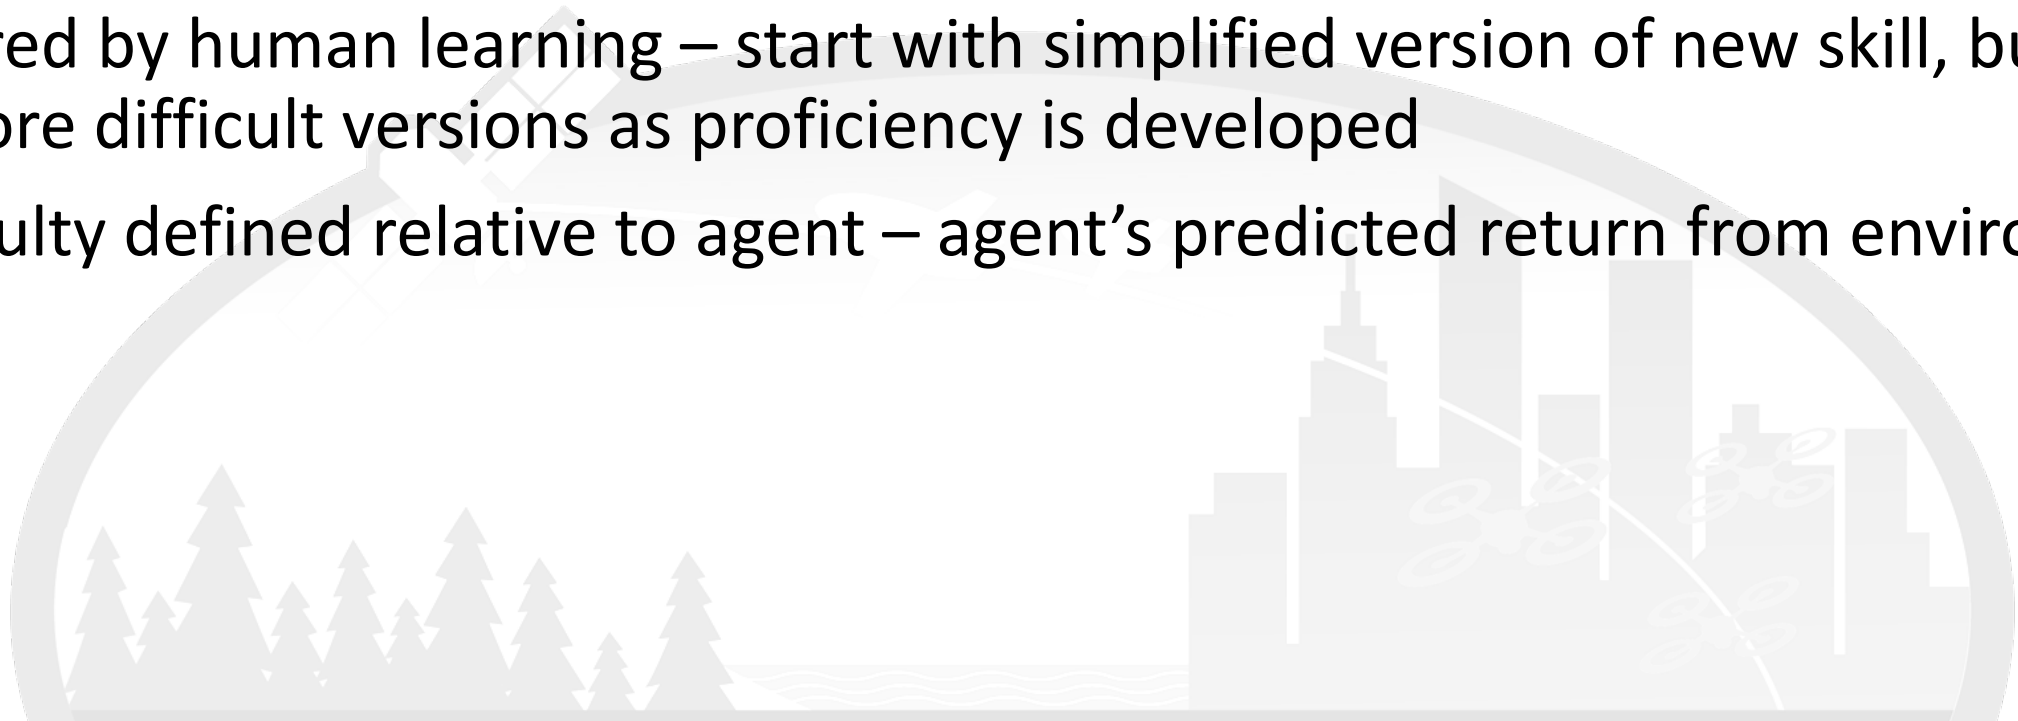 red by human learning – start with simplified version of new skill, bu
ore difficult versions as proficiency is developed
ulty defined relative to agent – agent’s predicted return from enviro